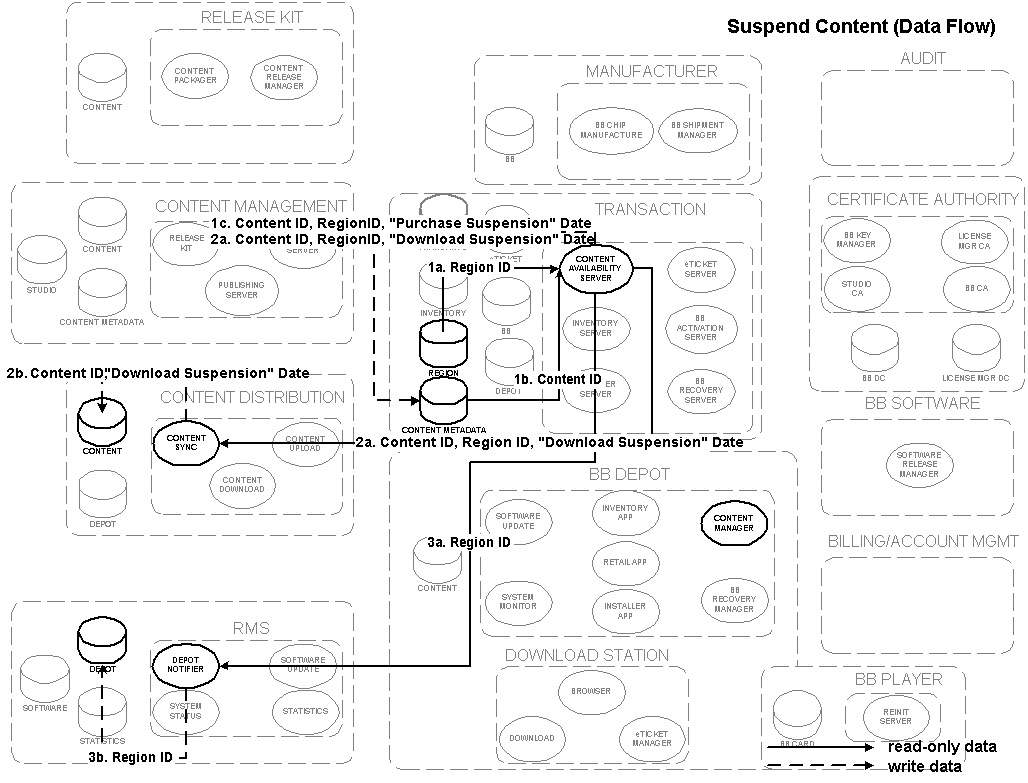 Suspend Content (Data Flow)
RELEASE KIT
CONTENT
PACKAGER
CONTENT
RELEASE
MANAGER
CONTENT
MANUFACTURER
BB CHIP
MANUFACTURE
BB SHIPMENT
MANAGER
BB
AUDIT
CONTENT MANAGEMENT
CONTENT
RELEASE
KIT
SERVER
PUBLISHING
SERVER
STUDIO
CONTENT METADATA
1c. Content ID, RegionID, "Purchase Suspension" Date
2a. Content ID, RegionID, "Download Suspension" Date
TRANSACTION
1a. Region ID
CONTENT
AVAILABILITY
SERVER
eTICKET
SERVER
INVENTORY
BB
INVENTORY
SERVER
BB
ACTIVATION
SERVER
REGION
DEPOT
1b. Content ID
SERVER
BB
RECOVERY
SERVER
CONTENT METADATA
CERTIFICATE AUTHORITY
BB KEY
MANAGER
LICENSE
MGR CA
STUDIO
CA
BB CA
BB DC
LICENSE MGR DC
2b. Content ID,"Download Suspension" Date
CONTENT DISTRIBUTION
CONTENT
CONTENT
SYNC
CONTENT
UPLOAD
CONTENT
DOWNLOAD
DEPOT
2a. Content ID, Region ID, "Download Suspension" Date
BB SOFTWARE
SOFTWARE
RELEASE
MANAGER
BB DEPOT
SOFTWARE
UPDATE
INVENTORY
APP
CONTENT
MANAGER
3a. Region ID
CONTENT
RETAIL APP
SYSTEM
MONITOR
INSTALLER
APP
BB
RECOVERY
MANAGER
BILLING/ACCOUNT MGMT
RMS
DEPOT
DEPOT
NOTIFIER
SOFTWARE
UPDATE
SOFTWARE
STATISTICS
SYSTEM
STATUS
STATISTICS
3b. Region ID
DOWNLOAD STATION
BROWSER
DOWNLOAD
eTICKET
MANAGER
BB PLAYER
BB CARD
REINIT
SERVER
read-only data
write data